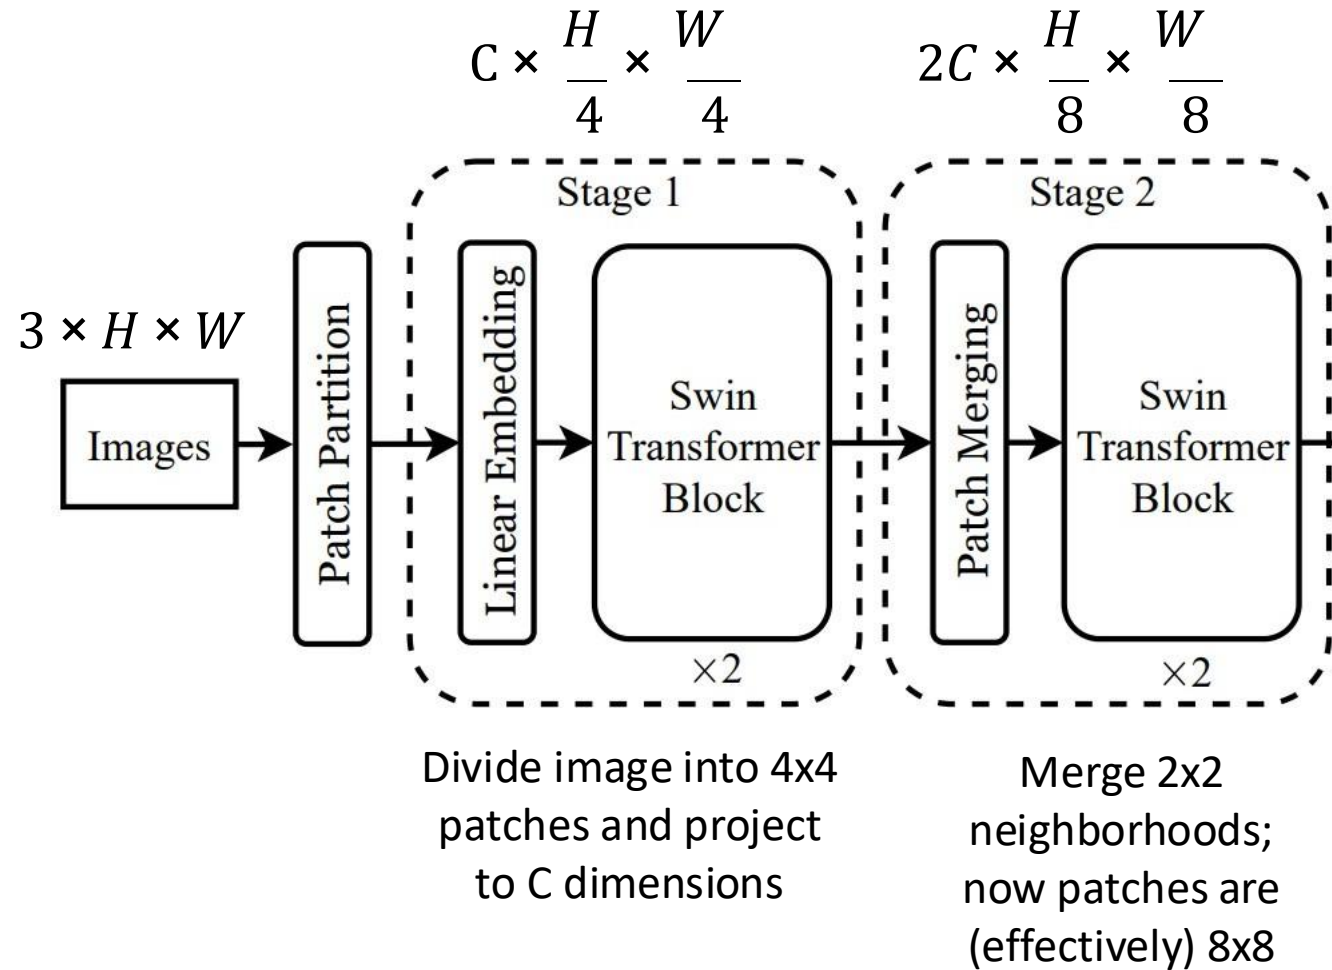 C × H/4 × W/4
2C × H/8 × W/8
Stage 1
Stage 2
3 × H × W
Images
Patch Partition
Linear Embedding
Swin
Transformer
Block
×2
Patch Merging
Swin
Transformer
Block
×2
Divide image into 4x4
patches and project
to C dimensions
Merge 2x2
neighborhoods;
now patches are
(effectively) 8x8